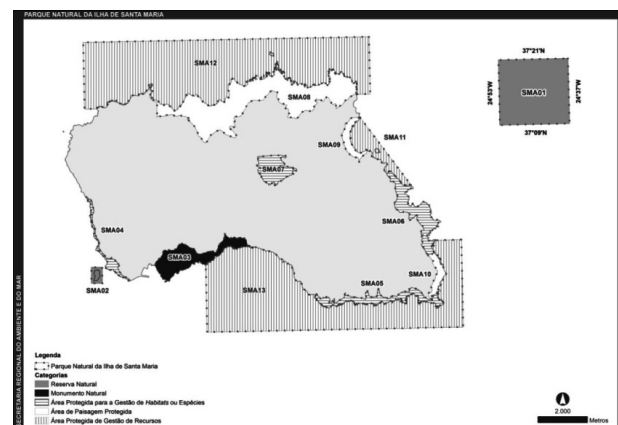 PARQUE NATURAL DA ILHA DE SANTA MARIA
SMA12
37°21'N
SMA08
24°53'W
SMA01
24°37'W
37°09'N
SMA09
SMA11
SMA07
SMA06
SMA04
SMA03
SMA10
SMA02
SMA13
SMA05
SECRETARIA REGIONAL DO AMBIENTE E DO MAR
Legenda
Parque Natural da Ilha de Santa Maria
Categorias
Reserva Natural
Monumento Natural
Área Protegida para a Gestão de Habitats ou Espécies
Área de Paisagem Protegida
Área Protegida de Gestão de Recursos
2.000
Metros